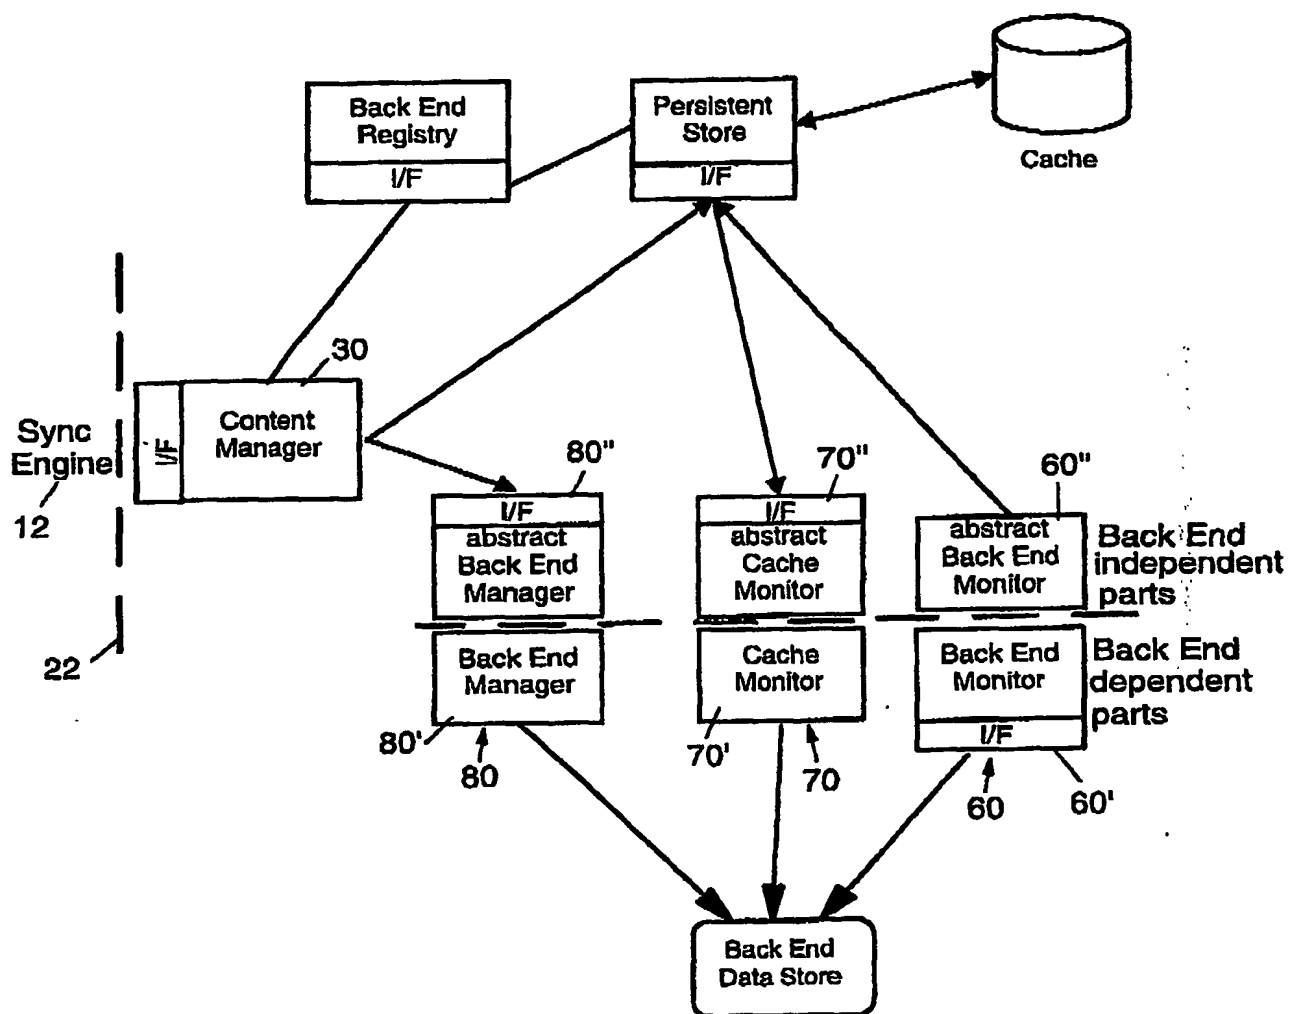 Back End
Registry
I/F
Persistent
Store
I/F
Cache
30
Content
Manager
I/F
Sync
Engine
12
22
80"
I/F
abstract
Back End
Manager
70"
I/F
abstract
Cache
Monitor
60"
abstract
Back End
Monitor
Back End
independent
parts
Back End
Manager
80'
80
Cache
Monitor
70'
70
Back End
Monitor
I/F
60
60'
Back End
dependent
parts
Back End
Data Store